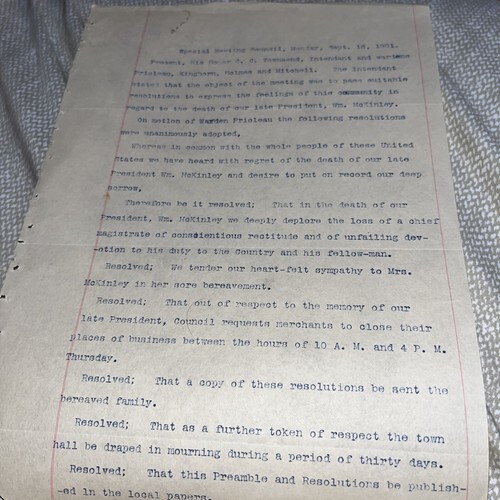 Special Meeting Council, Monday, Sept. 16, 1901.
Present, His Honor T. P. Townsend, Intendant and wardens
Frioleau, Kinghorn, Holmes and Mitchell. The Intendant
stated that the object of the meeting was to pass suitable
resolutions to express the feelings of this community in
regard to the death of our late President, Wm. McKinley.
On motion of Warden Frioleau the following resolutions
were unanimously adopted,
Whereas in common with the whole people of these United
States we have heard with regret of the death of our late
President Wm. McKinley and desire to put on record our deep
sorrow,
Therefore be it resolved; That in the death of our
President, Wm. McKinley we deeply deplore the loss of a chief
magistrate of conscientious rectitude and of unfailing dev-
-otion to his duty to the Country and his fellow-man.
Resolved; We tender our heart-felt sympathy to Mrs.
McKinley in her sore bereavement.
Resolved; That out of respect to the memory of our
late President, Council requests merchants to close their
places of business between the hours of 10 A. M. and 4 P. M.
Thursday.
Resolved; That a copy of these resolutions be sent the
bereaved family.
Resolved; That as a further token of respect the town
hall be draped in mourning during a period of thirty days.
Resolved; That this Preamble and Resolutions be publish-
-ed in the local papers.